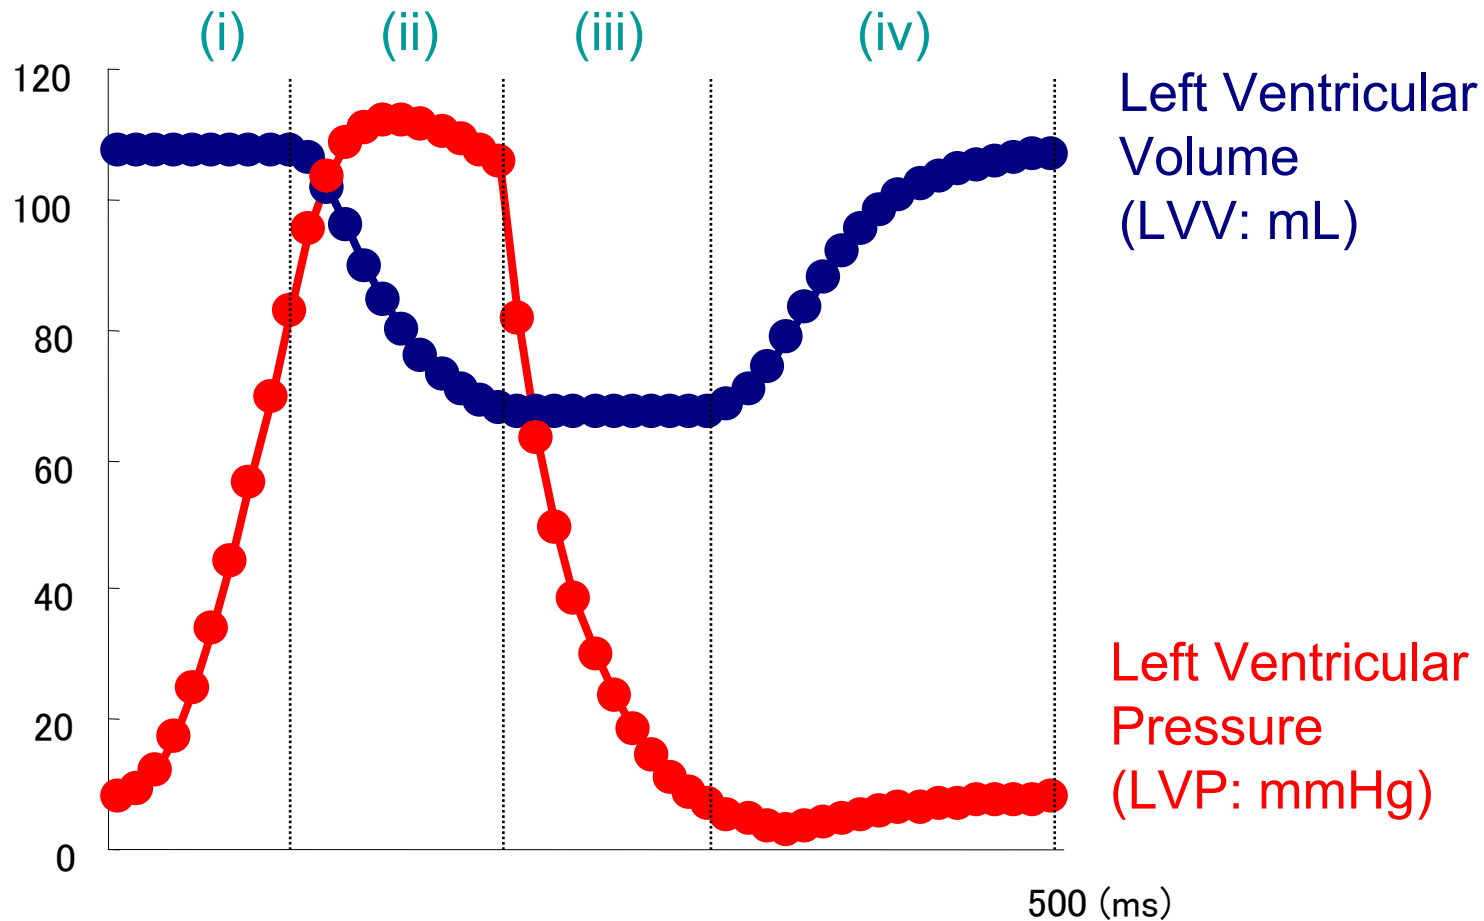 (i) (ii) (iii) (iv)
120
100
80
60
40
20
0
500 (ms)
Left Ventricular
Volume
(LVV: mL)
Left Ventricular
Pressure
(LVP: mmHg)